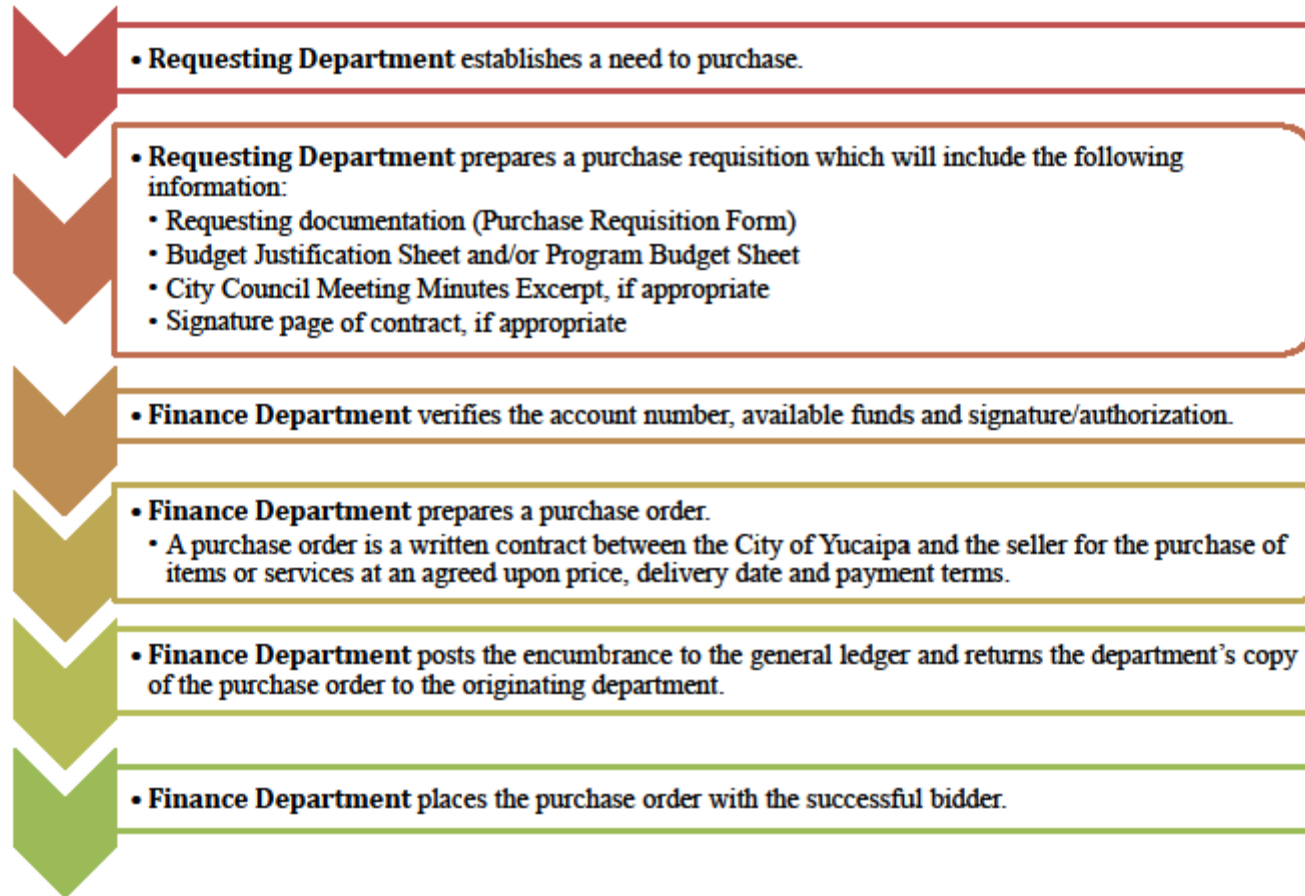 • Requesting Department establishes a need to purchase.
• Requesting Department prepares a purchase requisition which will include the following
information:
• Requesting documentation (Purchase Requisition Form)
• Budget Justification Sheet and/or Program Budget Sheet
• City Council Meeting Minutes Excerpt, if appropriate
• Signature page of contract, if appropriate
• Finance Department verifies the account number, available funds and signature/authorization.
• Finance Department prepares a purchase order.
• A purchase order is a written contract between the City of Yucaipa and the seller for the purchase of
items or services at an agreed upon price, delivery date and payment terms.
• Finance Department posts the encumbrance to the general ledger and returns the department’s copy
of the purchase order to the originating department.
• Finance Department places the purchase order with the successful bidder.